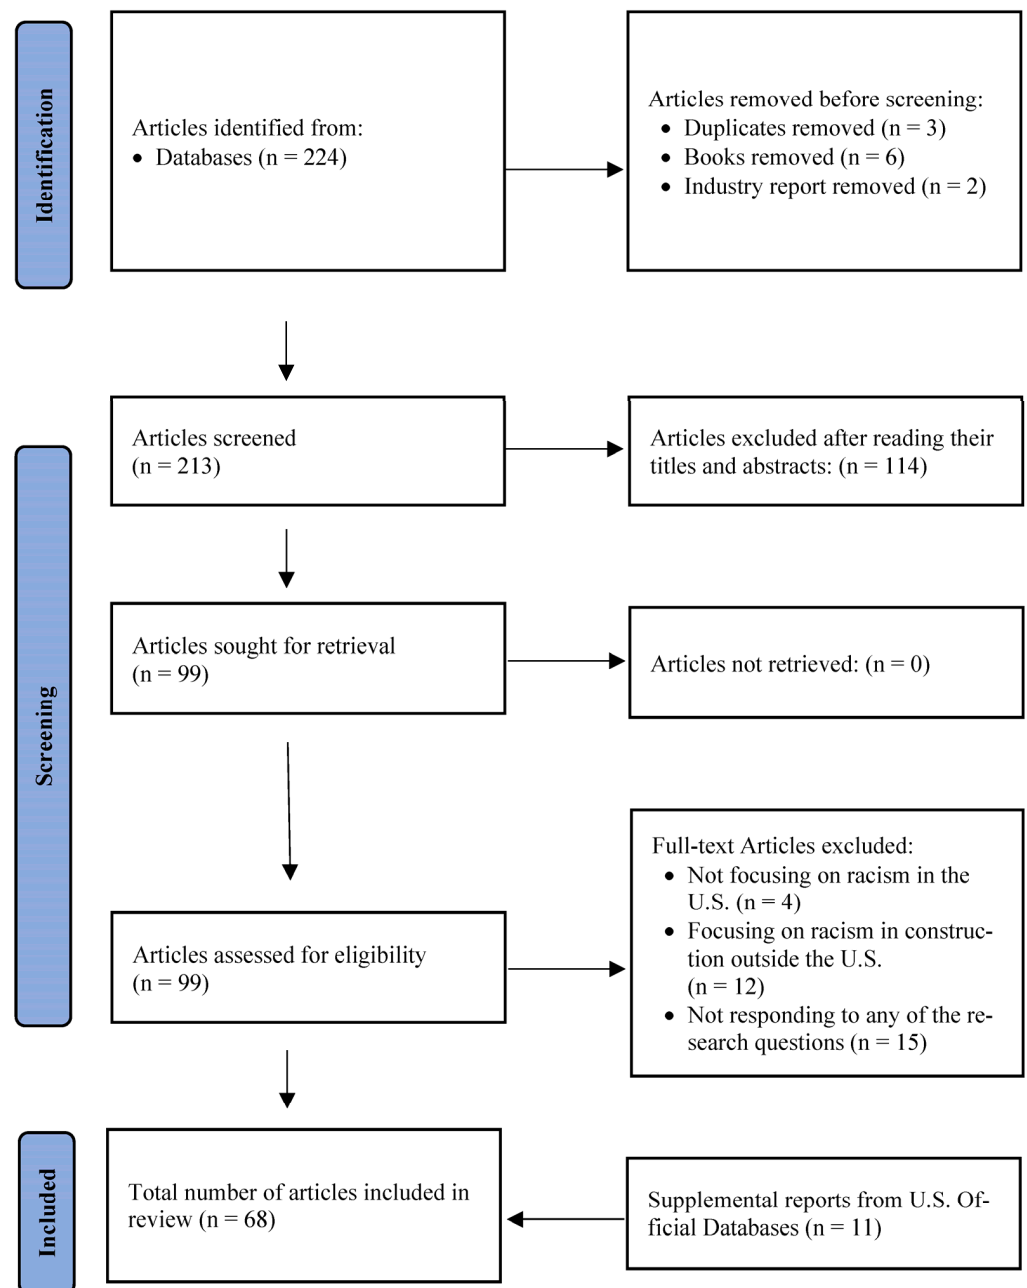 Identification
Articles identified from:
• Databases (n = 224)
Articles removed before screening:
• Duplicates removed (n = 3)
• Books removed (n = 6)
• Industry report removed (n = 2)
Screening
Articles screened
(n = 213)
Articles excluded after reading their
titles and abstracts: (n = 114)
Articles sought for retrieval
(n = 99)
Articles not retrieved: (n = 0)
Articles assessed for eligibility
(n = 99)
Full-text Articles excluded:
• Not focusing on racism in the
U.S. (n = 4)
• Focusing on racism in construc-
tion outside the U.S.
(n = 12)
• Not responding to any of the re-
search questions (n = 15)
Included
Total number of articles included in
review (n = 68)
Supplemental reports from U.S. Of-
ficial Databases (n = 11)